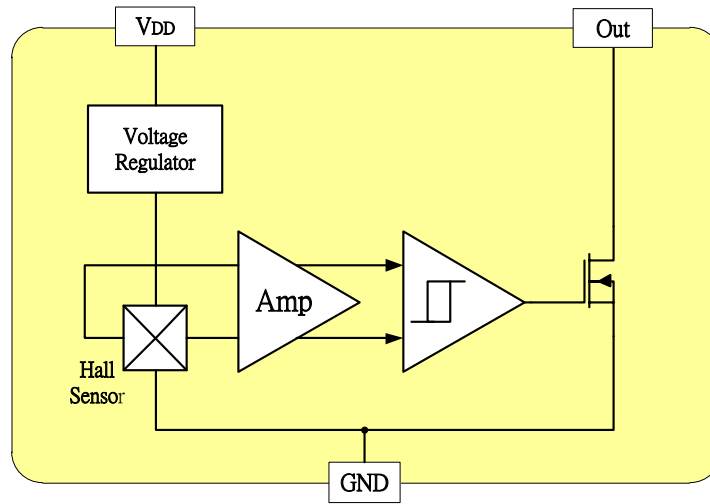 VDD
Out
Voltage
Regulator
Amp
Hall
Sensor
GND